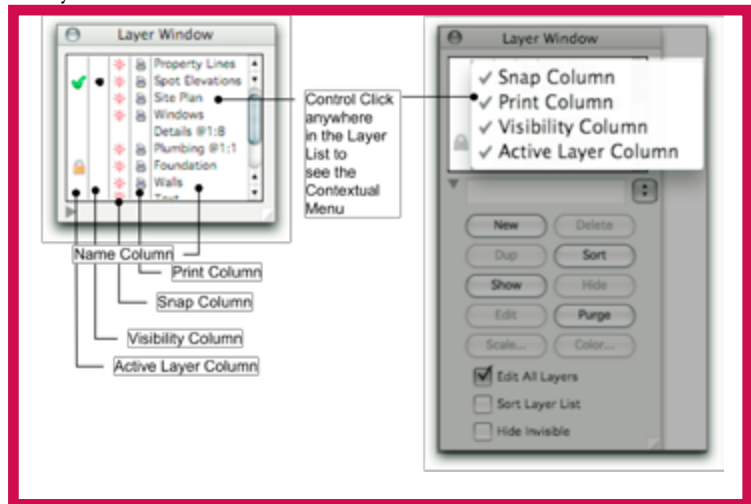 Layer Window
Property Lines
Spot Elevations
Site Plan
Windows
Details @1:8
Plumbing @1:1
Foundation
Walls
Text
Name Column
Print Column
Snap Column
Visibility Column
Active Layer Column
Control Click
anywhere
in the Layer
List to
see the
Contextual
Menu
Layer Window
Snap Column
Print Column
Visibility Column
Active Layer Column
New Delete
Dup Sort
Show Hide
Edit Purge
Scale... Color...
Edit All Layers
Sort Layer List
Hide Invisible